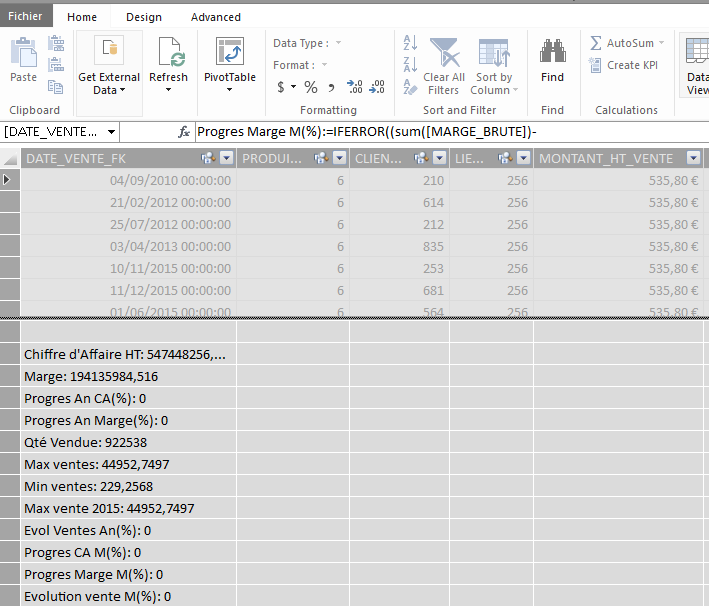 Fichier Home Design Advanced
Paste
Get External
Data
Refresh
PivotTable
Data Type :
Format :
$ % ,
Clear All
Filters
Sort by
Column
Find
AutoSum
Create KPI
Data
View
Clipboard Formatting Sort and Filter Find Calculations
[DATE_VENTE... fx Progres Marge M(%):=IFERROR((sum([MARGE_BRUTE])-
DATE_VENTE_FK PRODUI... CLIEN... LIE... MONTANT_HT_VENTE
04/09/2010 00:00:00 6 210 256 535,80 €
21/02/2012 00:00:00 6 614 256 535,80 €
25/07/2012 00:00:00 6 212 256 535,80 €
03/04/2013 00:00:00 6 835 256 535,80 €
10/11/2015 00:00:00 6 253 256 535,80 €
11/12/2015 00:00:00 6 681 256 535,80 €
01/06/2015 00:00:00 6 564 256 535,80 €
Chiffre d'Affaire HT: 547448256,...
Marge: 194135984,516
Progres An CA(%): 0
Progres An Marge(%): 0
Qté Vendue: 922538
Max ventes: 44952,7497
Min ventes: 229,2568
Max vente 2015: 44952,7497
Evol Ventes An(%): 0
Progres CA M(%): 0
Progres Marge M(%): 0
Evolution vente M(%): 0